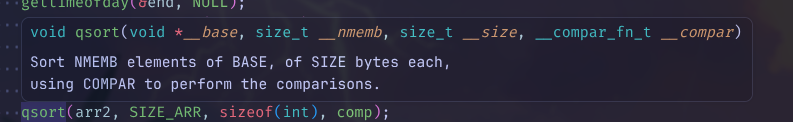 gettimeofday(&end, NULL);
void qsort(void *__base, size_t __nmemb, size_t __size, __compar_fn_t __compar)
Sort NMEMB elements of BASE, of SIZE bytes each,
using COMPAR to perform the comparisons.
qsort(arr2, SIZE_ARR, sizeof(int), comp);